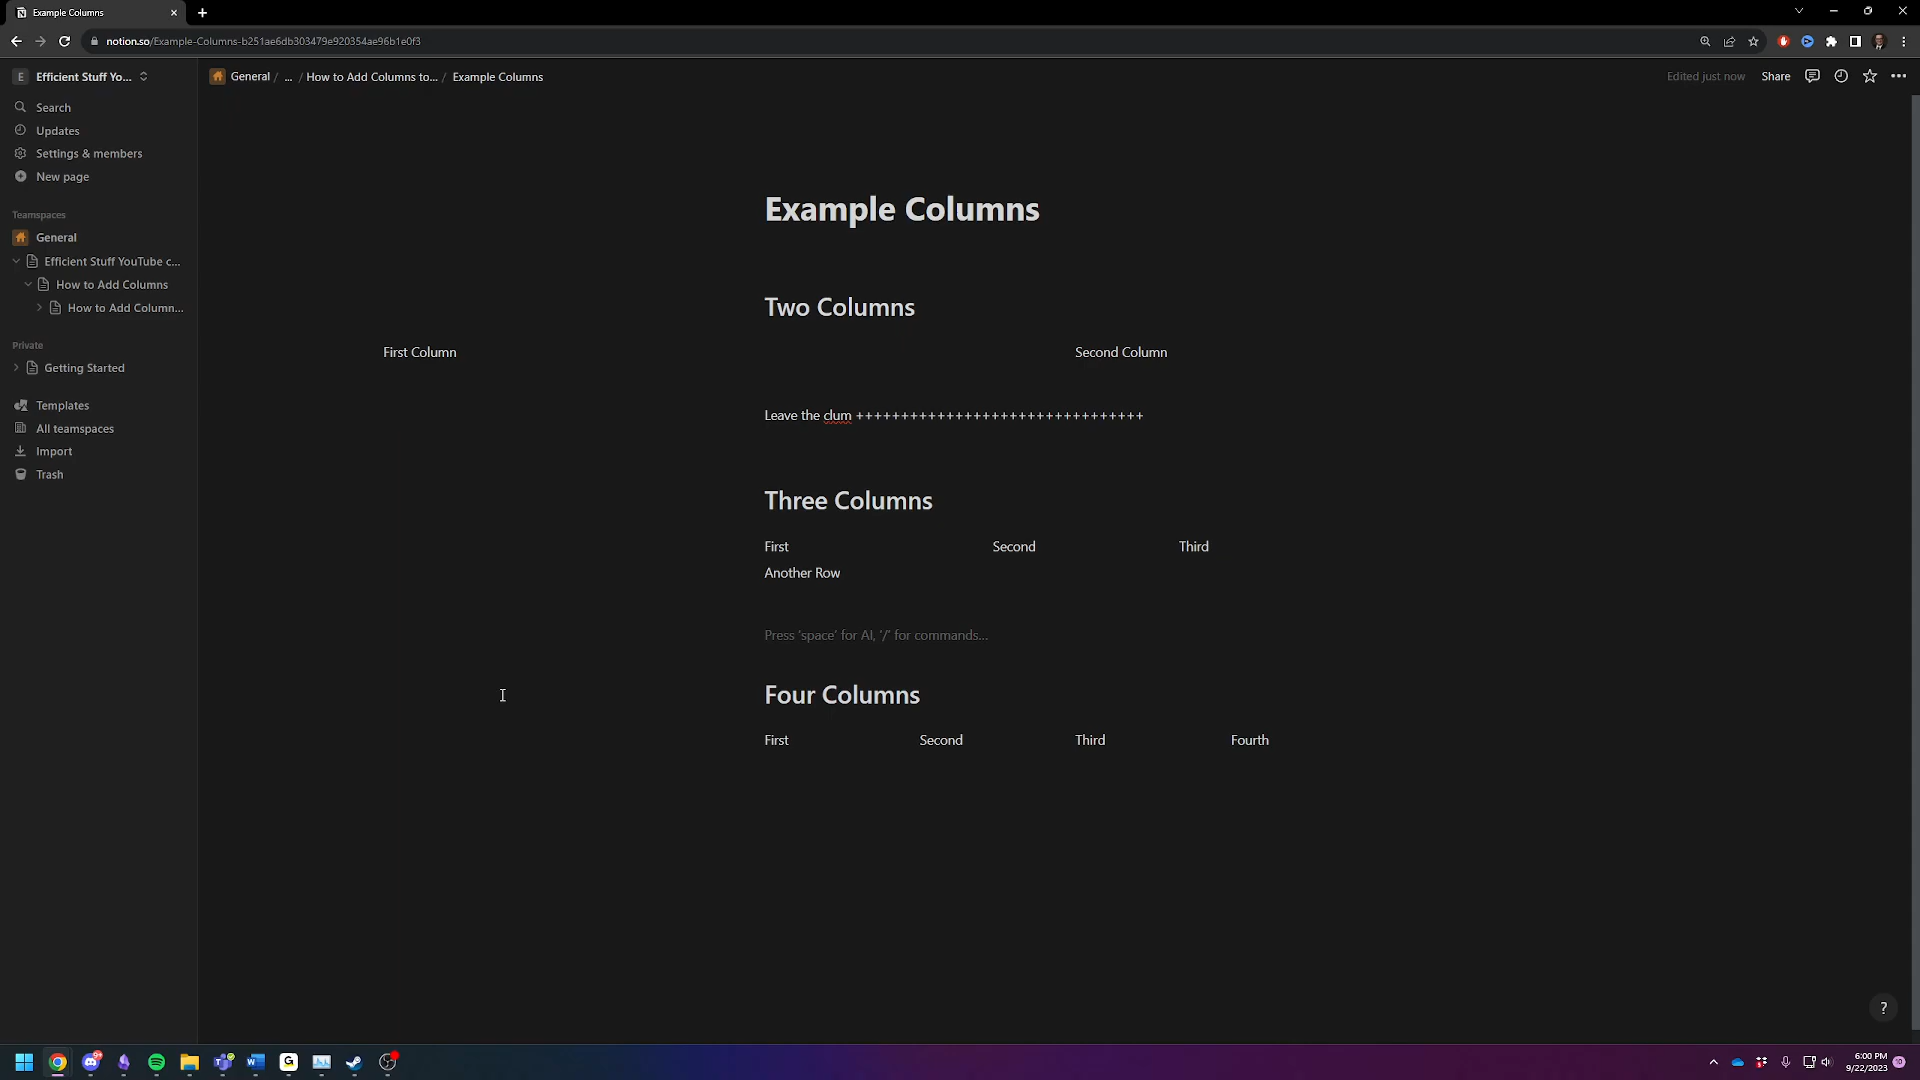 Example Columns
notion.so/Example-Columns-b251ae6db303479e920354ae96b1e0f3
E Efficient Stuff Yo...
General / ... / How to Add Columns to... / Example Columns
Edited just now
Share
Search
Updates
Settings & members
New page
Teamspaces
General
Efficient Stuff YouTube c...
How to Add Columns
How to Add Column...
Private
Getting Started
Templates
All teamspaces
Import
Trash
Example Columns
Two Columns
First Column Second Column
Leave the clum ++++++++++++++++++++++++++++++++
Three Columns
First Second Third
Another Row
Press 'space' for AI, '/' for commands...
Four Columns
First Second Third Fourth
?
6:00 PM
9/22/2023
10